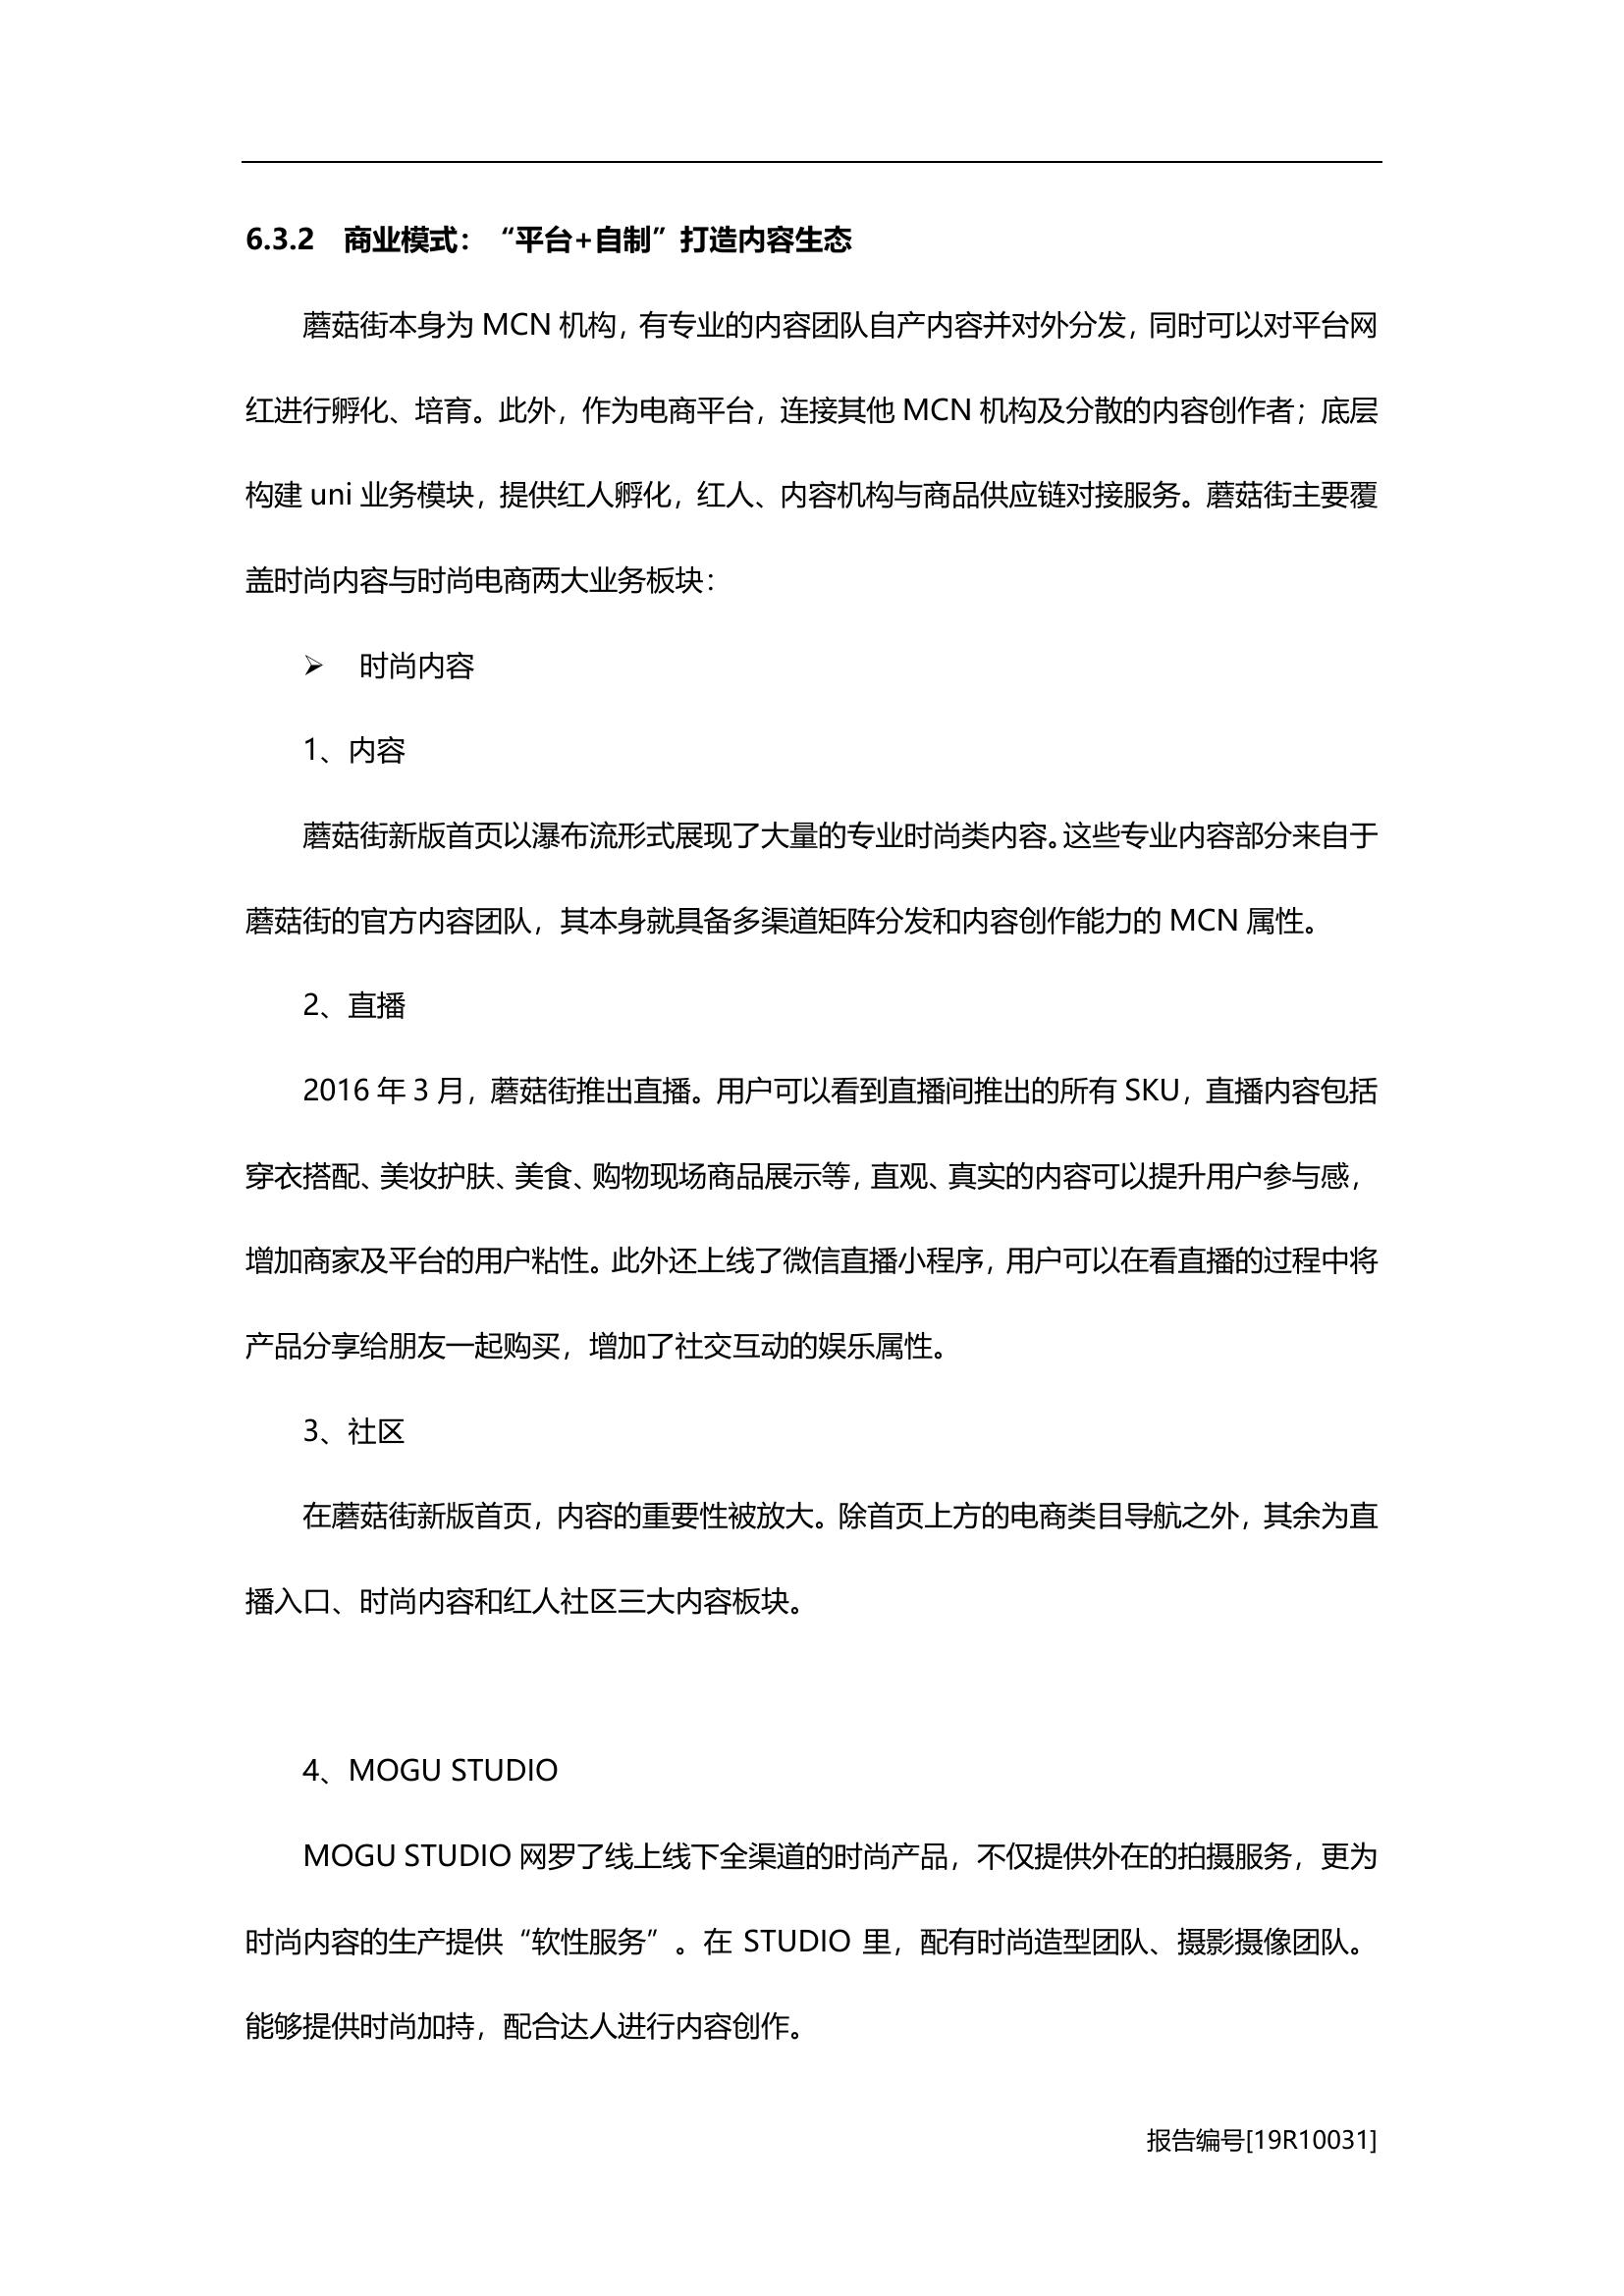 6.3.2 商业模式：“平台+自制”打造内容生态
蘑菇街本身为 MCN 机构，有专业的内容团队自产内容并对外分发，同时可以对平台网
红进行孵化、培育。此外，作为电商平台，连接其他 MCN 机构及分散的内容创作者；底层
构建 uni 业务模块，提供红人孵化，红人、内容机构与商品供应链对接服务。蘑菇街主要覆
盖时尚内容与时尚电商两大业务板块：
➢ 时尚内容
1、内容
蘑菇街新版首页以瀑布流形式展现了大量的专业时尚类内容。这些专业内容部分来自于
蘑菇街的官方内容团队，其本身就具备多渠道矩阵分发和内容创作能力的 MCN 属性。
2、直播
2016 年 3 月，蘑菇街推出直播。用户可以看到直播间推出的所有 SKU，直播内容包括
穿衣搭配、美妆护肤、美食、购物现场商品展示等，直观、真实的内容可以提升用户参与感，
增加商家及平台的用户粘性。此外还上线了微信直播小程序，用户可以在看直播的过程中将
产品分享给朋友一起购买，增加了社交互动的娱乐属性。
3、社区
在蘑菇街新版首页，内容的重要性被放大。除首页上方的电商类目导航之外，其余为直
播入口、时尚内容和红人社区三大内容板块。
4、MOGU STUDIO
MOGU STUDIO 网罗了线上线下全渠道的时尚产品，不仅提供外在的拍摄服务，更为
时尚内容的生产提供“软性服务”。在 STUDIO 里，配有时尚造型团队、摄影摄像团队。
能够提供时尚加持，配合达人进行内容创作。
报告编号[19R10031]